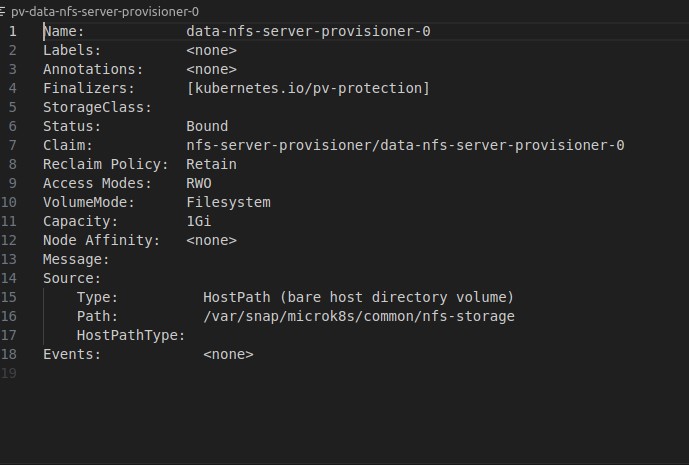 pv-data-nfs-server-provisioner-0
1 Name: data-nfs-server-provisioner-0
2 Labels: <none>
3 Annotations: <none>
4 Finalizers: [kubernetes.io/pv-protection]
5 StorageClass:
6 Status: Bound
7 Claim: nfs-server-provisioner/data-nfs-server-provisioner-0
8 Reclaim Policy: Retain
9 Access Modes: RWO
10 VolumeMode: Filesystem
11 Capacity: 1Gi
12 Node Affinity: <none>
13 Message:
14 Source:
15 Type: HostPath (bare host directory volume)
16 Path: /var/snap/microk8s/common/nfs-storage
17 HostPathType:
18 Events: <none>
19